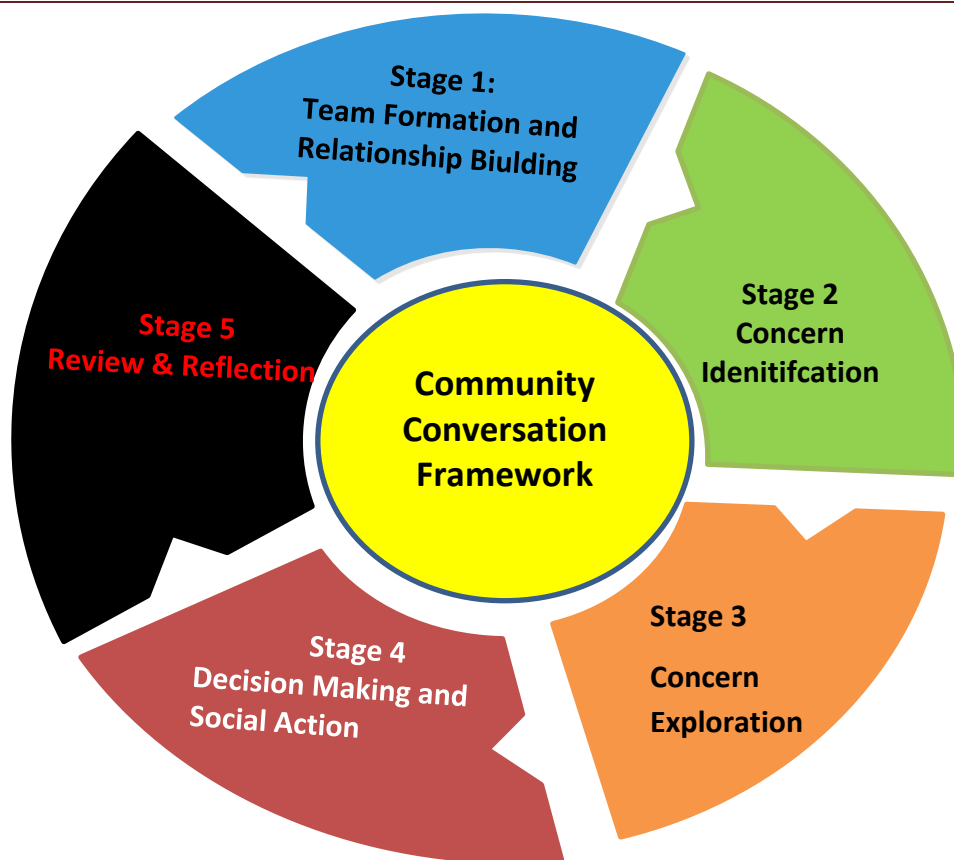 Stage 1:
Team Formation and
Relationship Biulding
Stage 2
Concern
Idenitifcation
Stage 3
Concern
Exploration
Stage 4
Decision Making and
Social Action
Stage 5
Review & Reflection
Community
Conversation
Framework